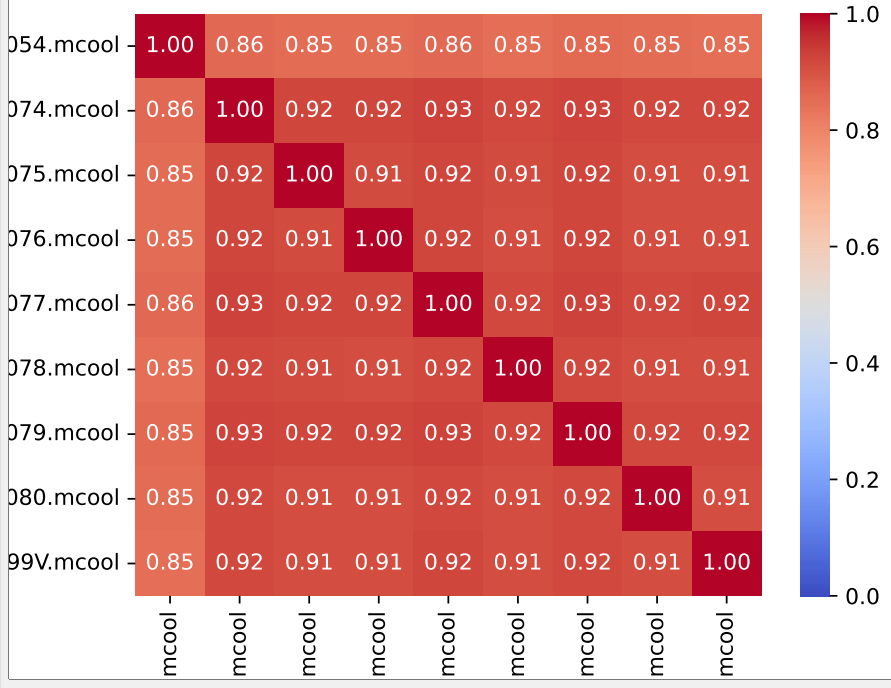 054.mcool 1.00 0.86 0.85 0.85 0.86 0.85 0.85 0.85 0.85
074.mcool 0.86 1.00 0.92 0.92 0.93 0.92 0.93 0.92 0.92
075.mcool 0.85 0.92 1.00 0.91 0.92 0.91 0.92 0.91 0.91
076.mcool 0.85 0.92 0.91 1.00 0.92 0.91 0.92 0.91 0.91
077.mcool 0.86 0.93 0.92 0.92 1.00 0.92 0.93 0.92 0.92
078.mcool 0.85 0.92 0.91 0.91 0.92 1.00 0.92 0.91 0.91
079.mcool 0.85 0.93 0.92 0.92 0.93 0.92 1.00 0.92 0.92
080.mcool 0.85 0.92 0.91 0.91 0.92 0.91 0.92 1.00 0.91
99V.mcool 0.85 0.92 0.91 0.91 0.92 0.91 0.92 0.91 1.00
mcool mcool mcool mcool mcool mcool mcool mcool mcool
1.0
0.8
0.6
0.4
0.2
0.0